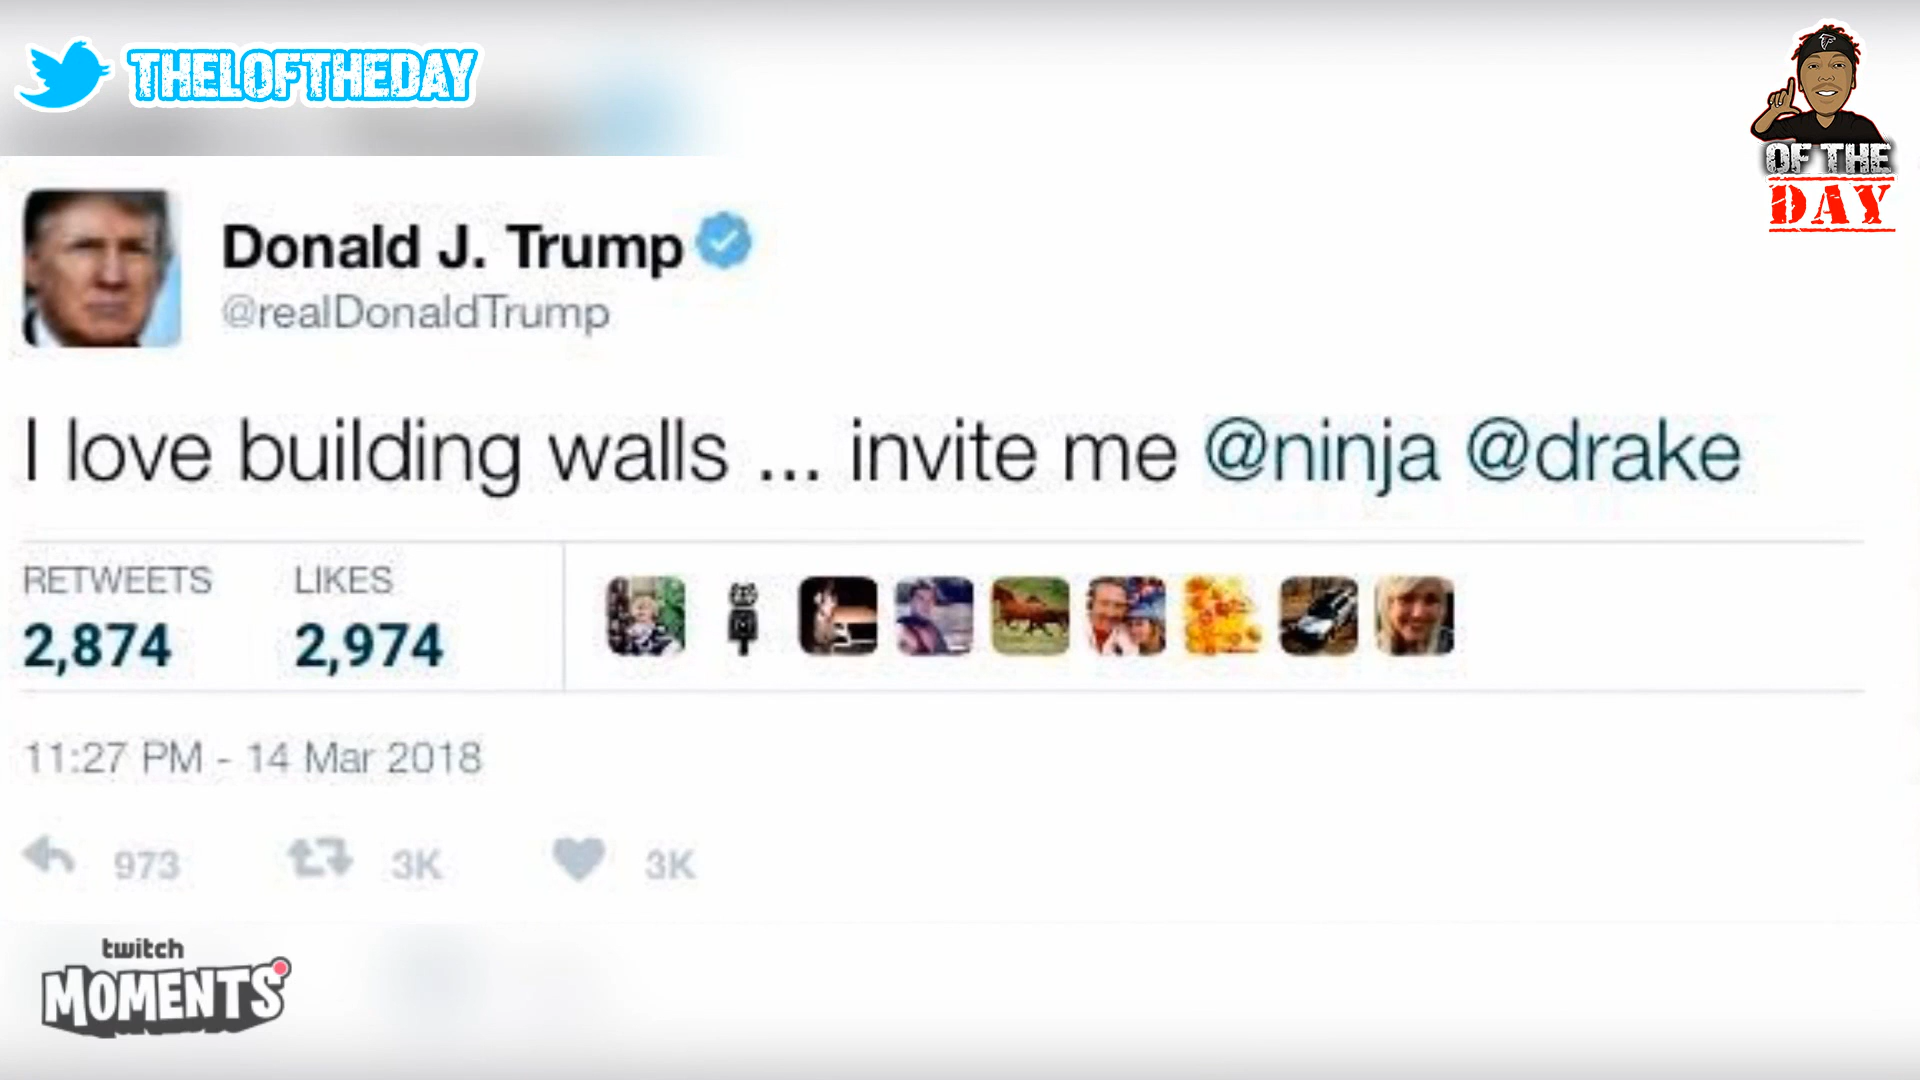 THELOFTHEDAY
OF THE
DAY
Donald J. Trump
@realDonaldTrump
I love building walls ... invite me @ninja @drake
RETWEETS LIKES
2,874 2,974
11:27 PM - 14 Mar 2018
973 3K 3K
twitch
MOMENTS